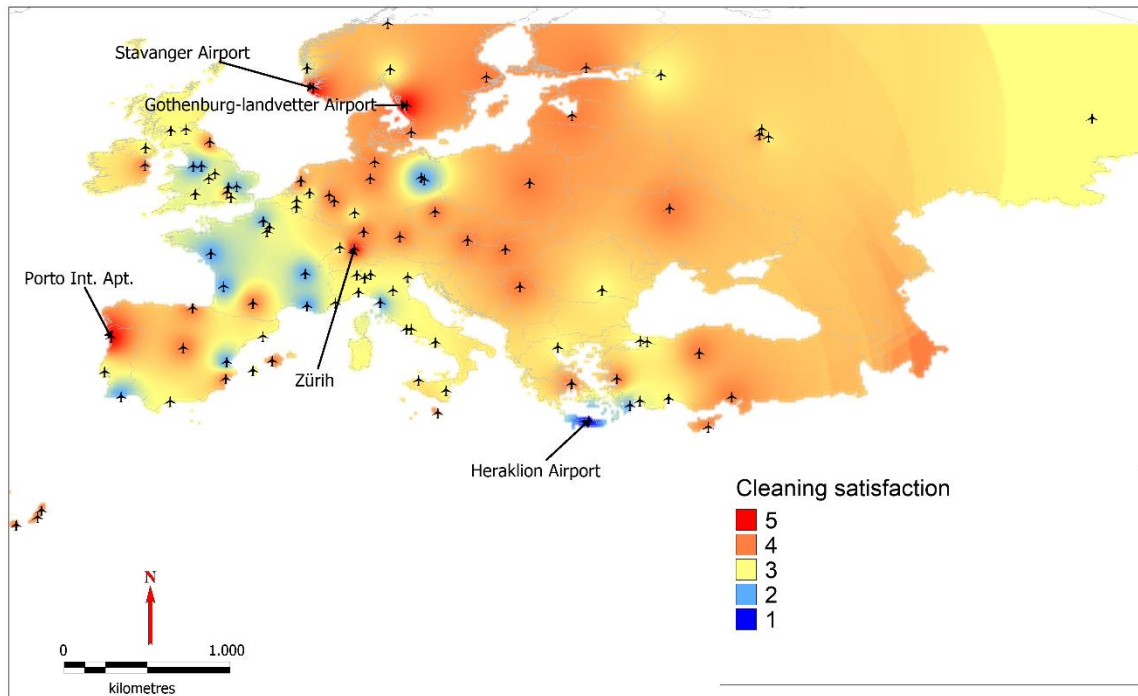 Stavanger Airport
Gothenburg-landvetter Airport
Porto Int. Apt.
Zürih
Heraklion Airport
Cleaning satisfaction
5
4
3
2
1
N
0 1.000
kilometres